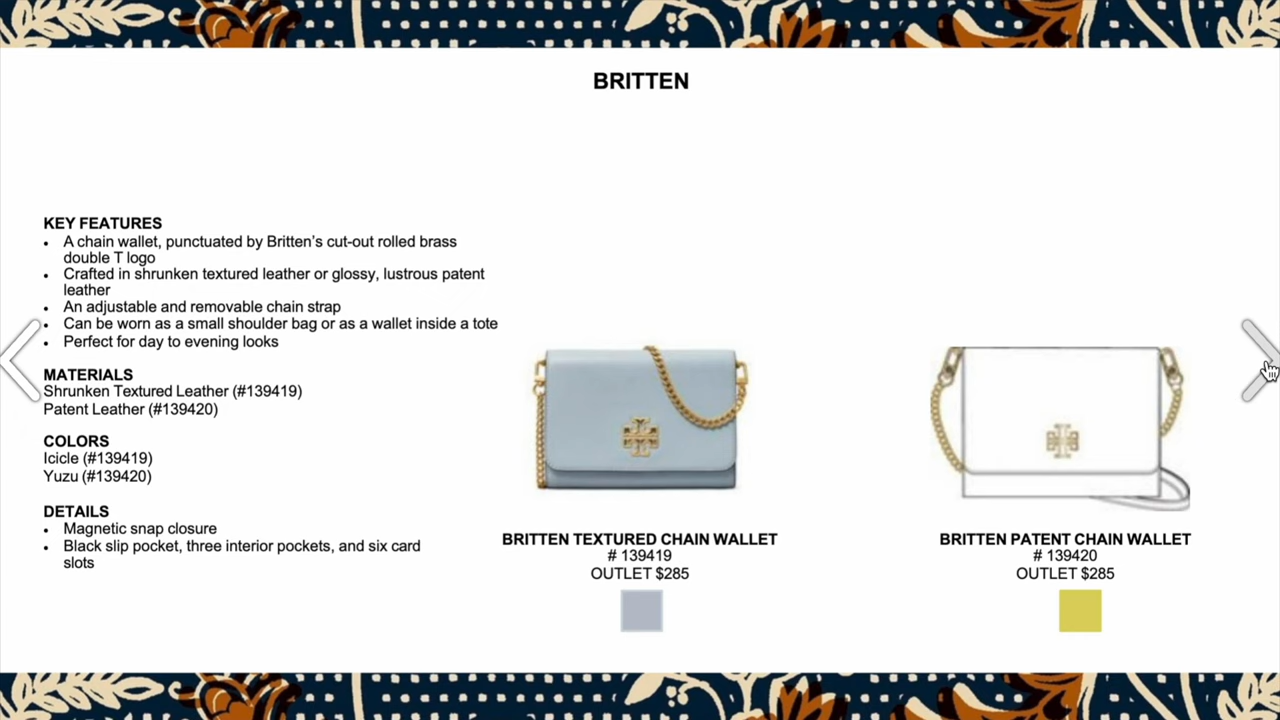 BRITTEN
KEY FEATURES
• A chain wallet, punctuated by Britten’s cut-out rolled brass
double T logo
• Crafted in shrunken textured leather or glossy, lustrous patent
leather
• An adjustable and removable chain strap
• Can be worn as a small shoulder bag or as a wallet inside a tote
• Perfect for day to evening looks
MATERIALS
Shrunken Textured Leather (#139419)
Patent Leather (#139420)
COLORS
Icicle (#139419)
Yuzu (#139420)
DETAILS
• Magnetic snap closure
• Black slip pocket, three interior pockets, and six card
slots
BRITTEN TEXTURED CHAIN WALLET
# 139419
OUTLET $285
BRITTEN PATENT CHAIN WALLET
# 139420
OUTLET $285